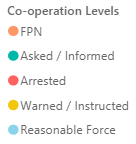 Co-operation Levels
FPN
Asked / Informed
Arrested
Warned / Instructed
Reasonable Force